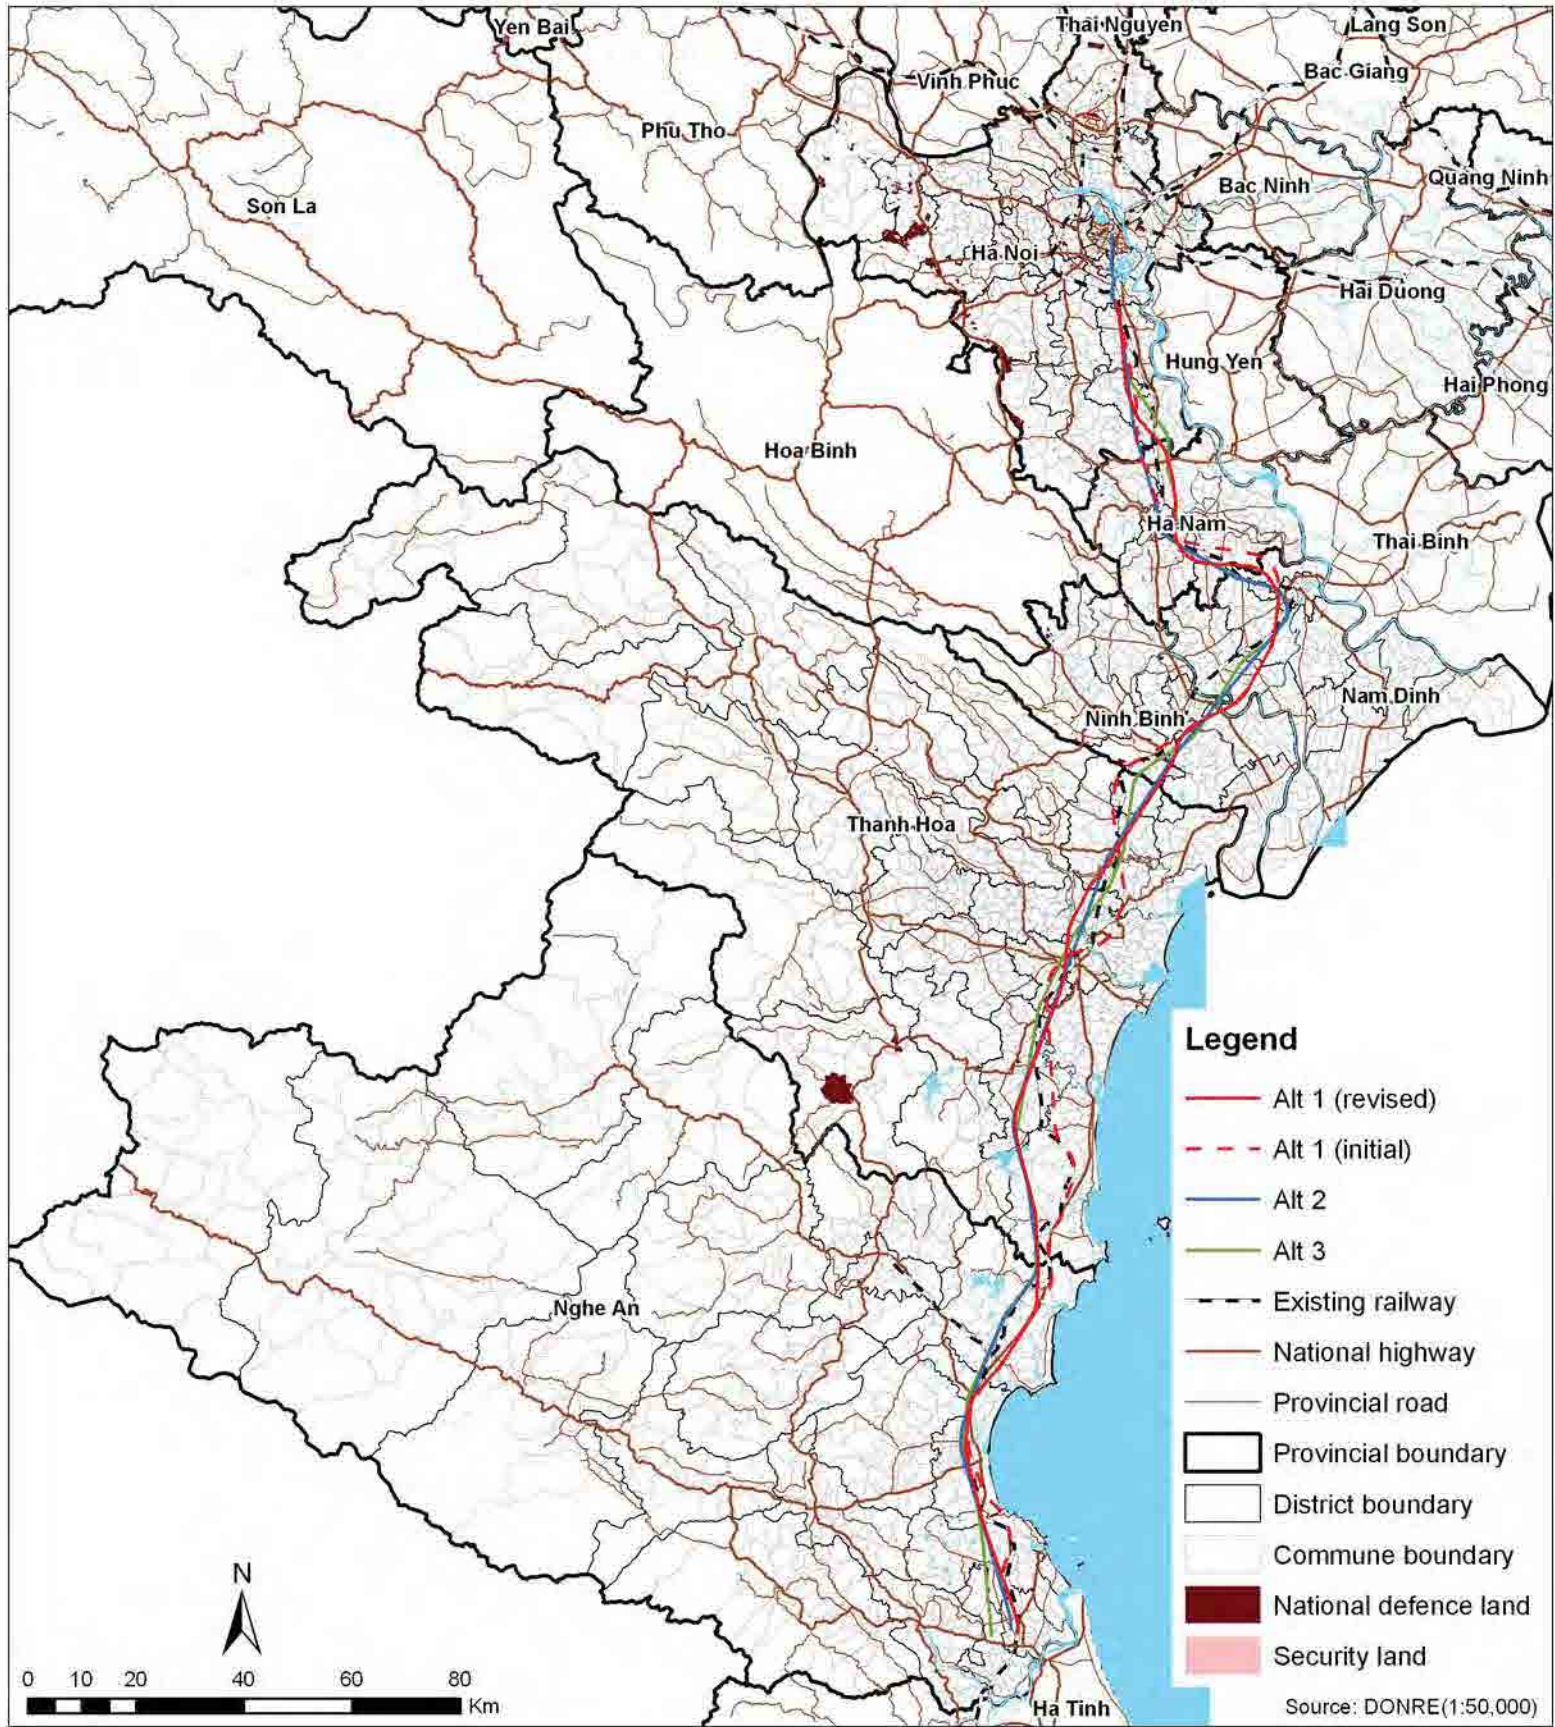 Yen Bai
Thai Nguyen
Lang Son
Vinh Phuc
Bac Giang
Phu Tho
Bac Ninh
Quang Ninh
Son La
Ha Noi
Hai Duong
Hung Yen
Hai Phong
Hoa Binh
Ha Nam
Thai Binh
Nam Dinh
Ninh Binh
Thanh Hoa
Nghe An
Ha Tinh
Legend
Alt 1 (revised)
Alt 1 (initial)
Alt 2
Alt 3
Existing railway
National highway
Provincial road
Provincial boundary
District boundary
Commune boundary
National defence land
Security land
Source: DONRE(1:50,000)
N
0 10 20 40 60 80
Km